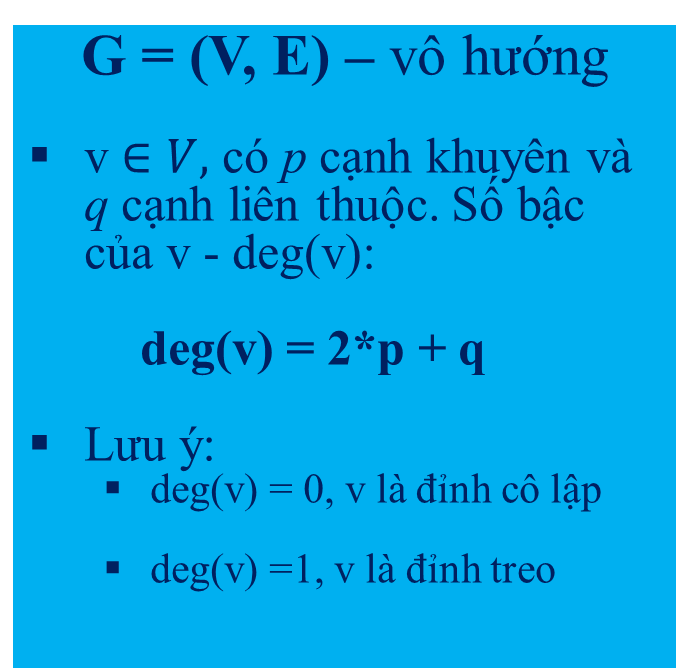 G = (V, E) – vô hướng
▪ v ∈ V, có p cạnh khuyên và
q cạnh liên thuộc. Số bậc
của v - deg(v):
deg(v) = 2*p + q
▪ Lưu ý:
▪ deg(v) = 0, v là đỉnh cô lập
▪ deg(v) =1, v là đỉnh treo